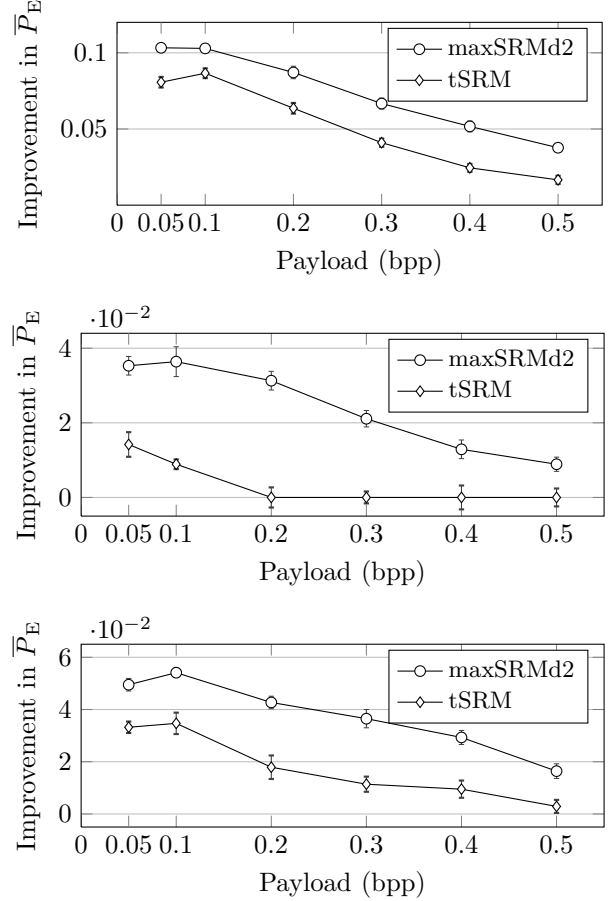 Improvement in P̅_E
0.1
0.05
maxSRMd2
tSRM
0 0.05 0.1 0.2 0.3 0.4 0.5
Payload (bpp)
·10⁻²
Improvement in P̅_E
4
2
0
maxSRMd2
tSRM
0 0.05 0.1 0.2 0.3 0.4 0.5
Payload (bpp)
·10⁻²
Improvement in P̅_E
6
4
2
0
maxSRMd2
tSRM
0 0.05 0.1 0.2 0.3 0.4 0.5
Payload (bpp)